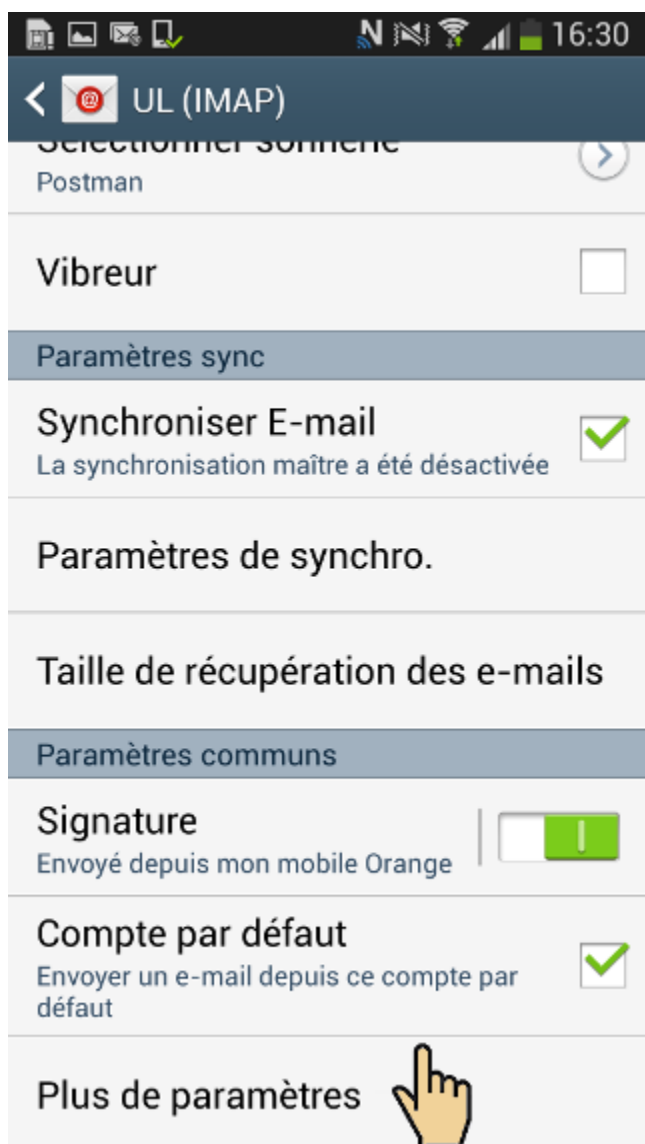 16:30
UL (IMAP)
Sélectionner sonnerie
Postman
Vibreur
Paramètres sync
Synchroniser E-mail
La synchronisation maître a été désactivée
Paramètres de synchro.
Taille de récupération des e-mails
Paramètres communs
Signature
Envoyé depuis mon mobile Orange
Compte par défaut
Envoyer un e-mail depuis ce compte par
défaut
Plus de paramètres